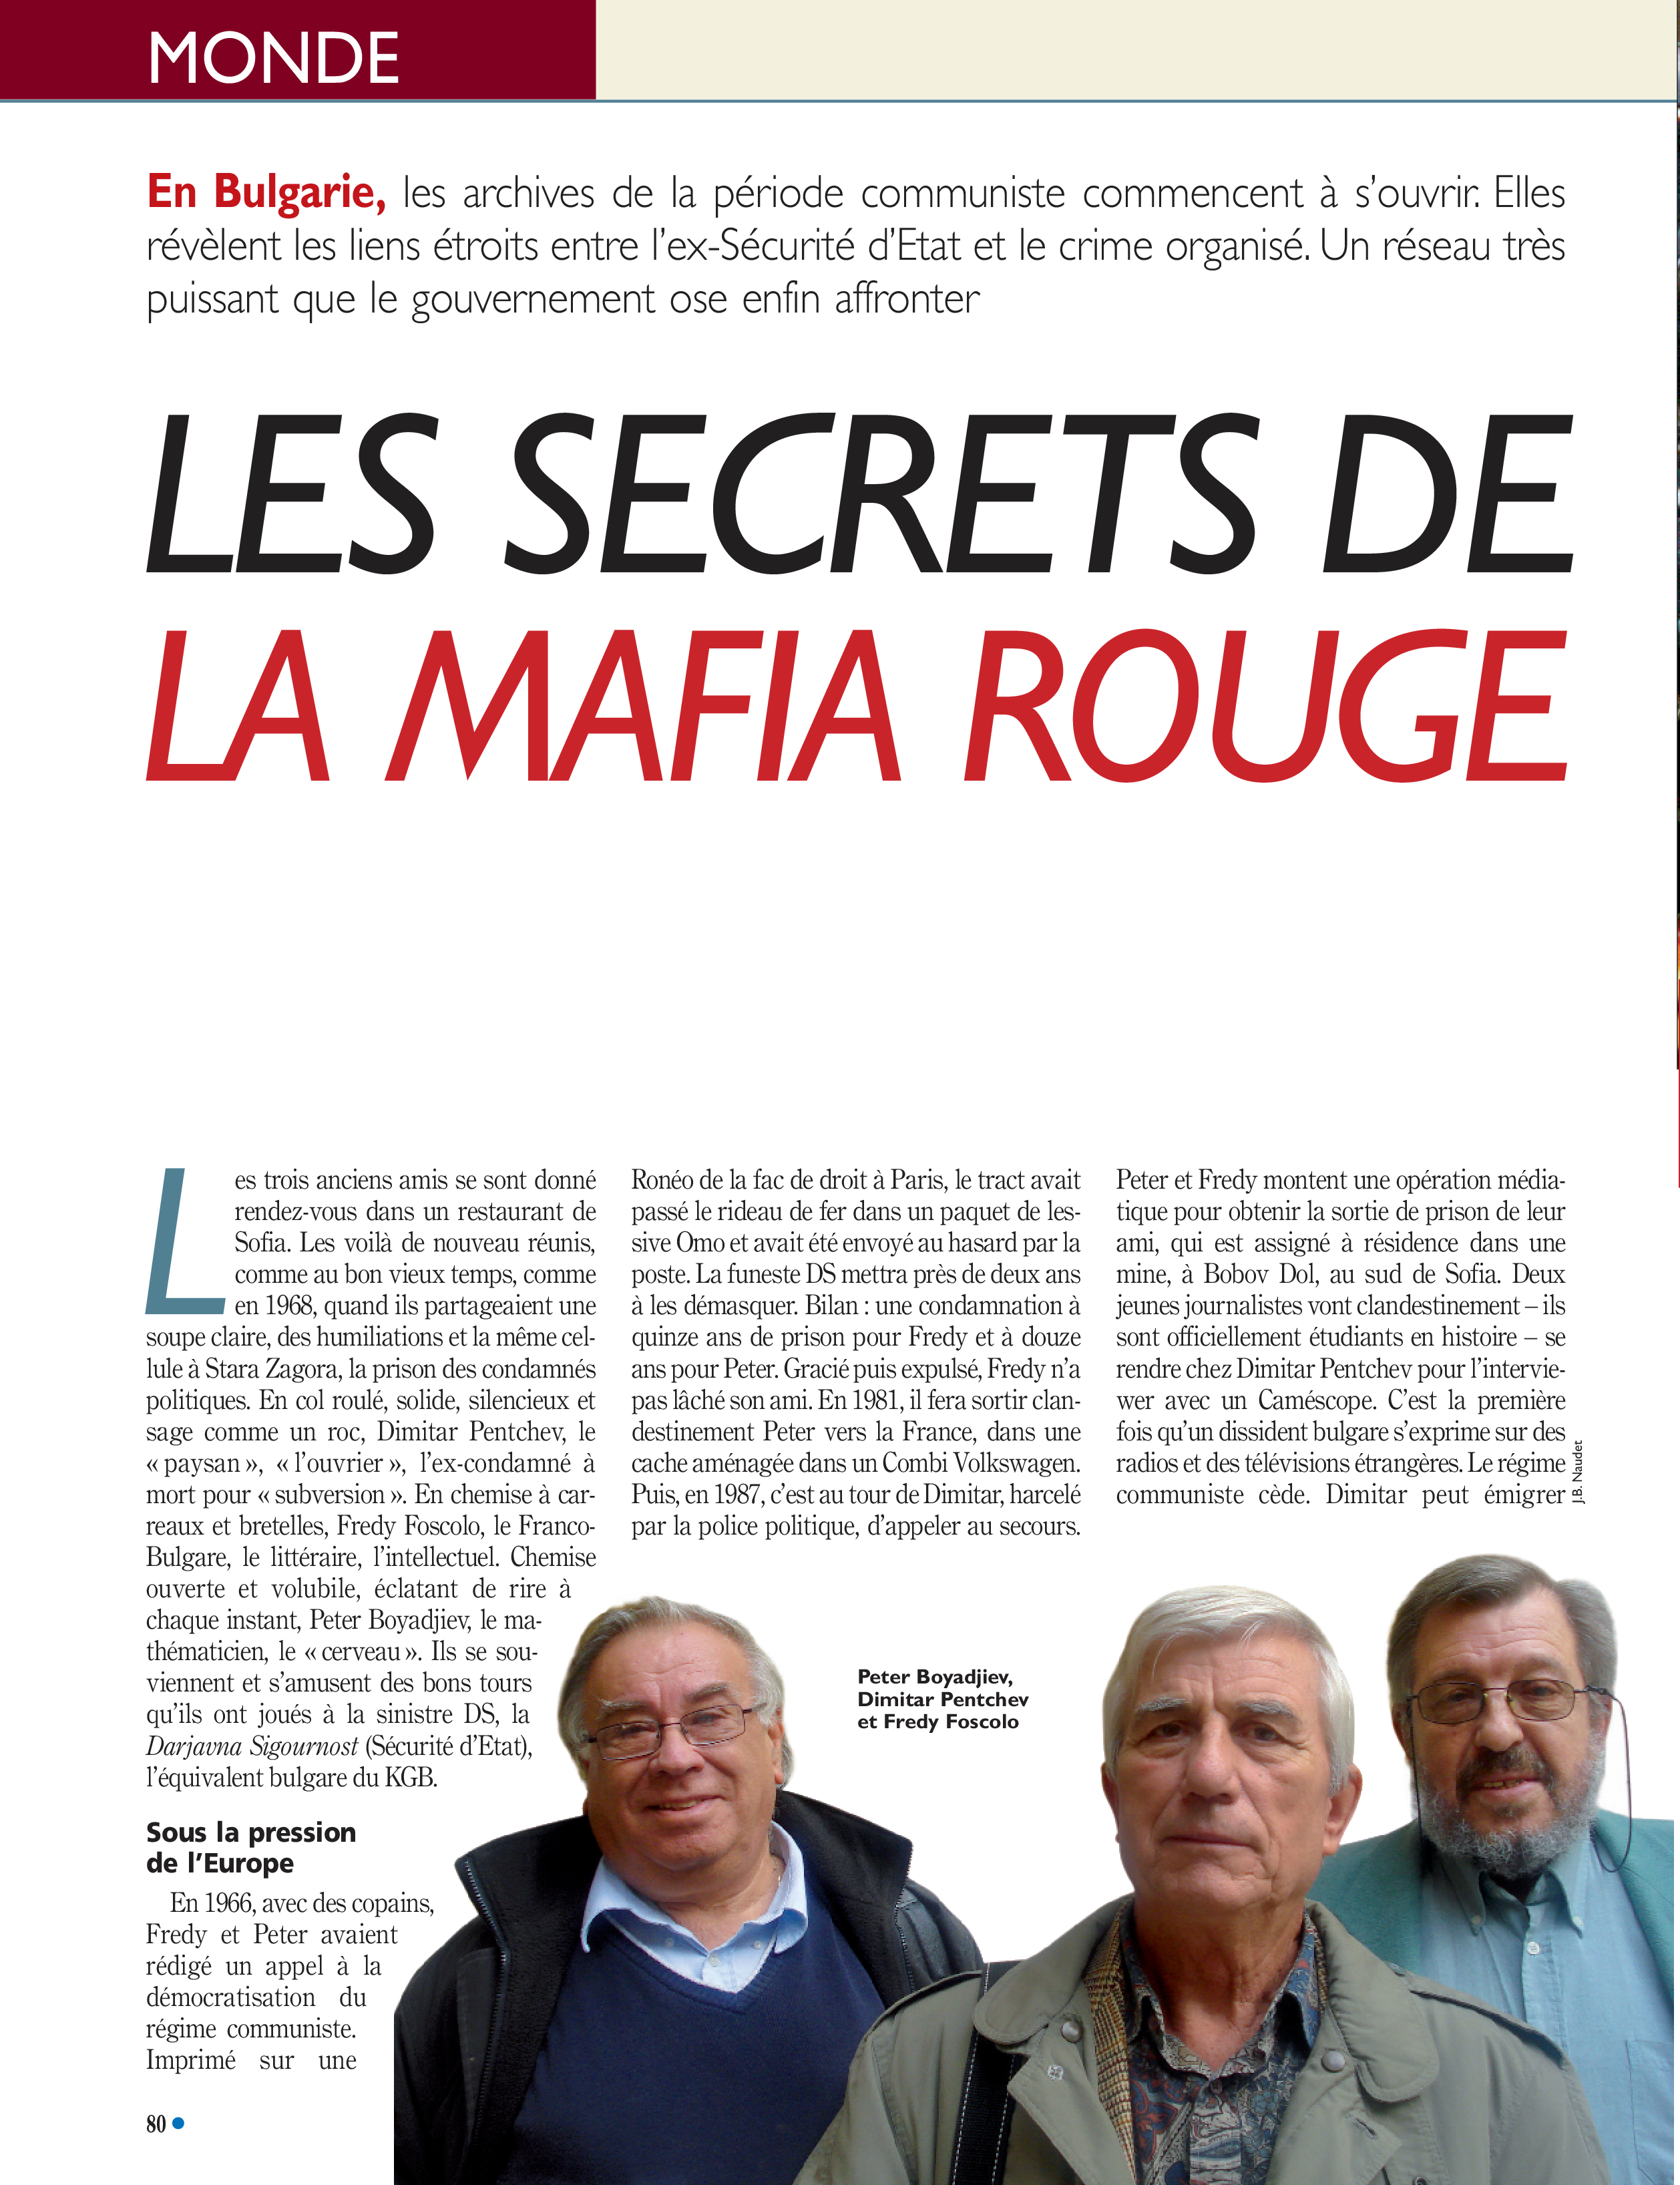 MONDE
En Bulgarie, les archives de la période communiste commencent à s’ouvrir. Elles
révèlent les liens étroits entre l’ex-Sécurité d’Etat et le crime organisé. Un réseau très
puissant que le gouvernement ose enfin affronter
LES SECRETS DE
LA MAFIA ROUGE
Les trois anciens amis se sont donné
rendez-vous dans un restaurant de
Sofia. Les voilà de nouveau réunis,
comme au bon vieux temps, comme
en 1968, quand ils partageaient une
soupe claire, des humiliations et la même cel-
lule à Stara Zagora, la prison des condamnés
politiques. En col roulé, solide, silencieux et
sage comme un roc, Dimitar Pentchev, le
« paysan », « l’ouvrier », l’ex-condamné à
mort pour « subversion ». En chemise à car-
reaux et bretelles, Fredy Foscolo, le Franco-
Bulgare, le littéraire, l’intellectuel. Chemise
ouverte et volubile, éclatant de rire à
chaque instant, Peter Boyadjiev, le ma-
thématicien, le « cerveau ». Ils se sou-
viennent et s’amusent des bons tours
qu’ils ont joués à la sinistre DS, la
Darjavna Sigournost (Sécurité d’Etat),
l’équivalent bulgare du KGB.
Sous la pression
de l’Europe
En 1966, avec des copains,
Fredy et Peter avaient
rédigé un appel à la
démocratisation du
régime communiste.
Imprimé sur une
Ronéo de la fac de droit à Paris, le tract avait
passé le rideau de fer dans un paquet de les-
sive Omo et avait été envoyé au hasard par la
poste. La funeste DS mettra près de deux ans
à les démasquer. Bilan : une condamnation à
quinze ans de prison pour Fredy et à douze
ans pour Peter. Gracié puis expulsé, Fredy n’a
pas lâché son ami. En 1981, il fera sortir clan-
destinement Peter vers la France, dans une
cache aménagée dans un Combi Volkswagen.
Puis, en 1987, c’est au tour de Dimitar, harcelé
par la police politique, d’appeler au secours.
Peter et Fredy montent une opération média-
tique pour obtenir la sortie de prison de leur
ami, qui est assigné à résidence dans une
mine, à Bobov Dol, au sud de Sofia. Deux
jeunes journalistes vont clandestinement – ils
sont officiellement étudiants en histoire – se
rendre chez Dimitar Pentchev pour l’intervie-
wer avec un Caméscope. C’est la première
fois qu’un dissident bulgare s’exprime sur des
radios et des télévisions étrangères. Le régime
communiste cède. Dimitar peut émigrer
J.B. Naudet
Peter Boyadjiev,
Dimitar Pentchev
et Fredy Foscolo
80 •